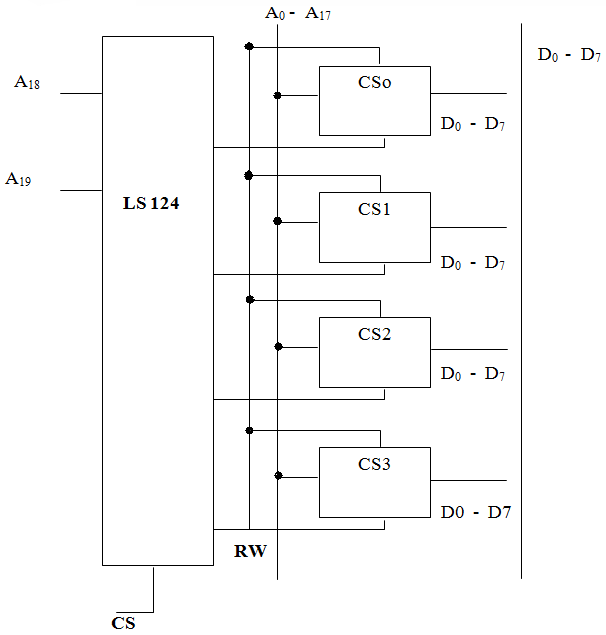 A₀ - A₁₇
D₀ - D₇
A₁₈
CSo
D₀ - D₇
A₁₉
LS 124
CS1
D₀ - D₇
CS2
D₀ - D₇
CS3
D0 - D7
RW
CS